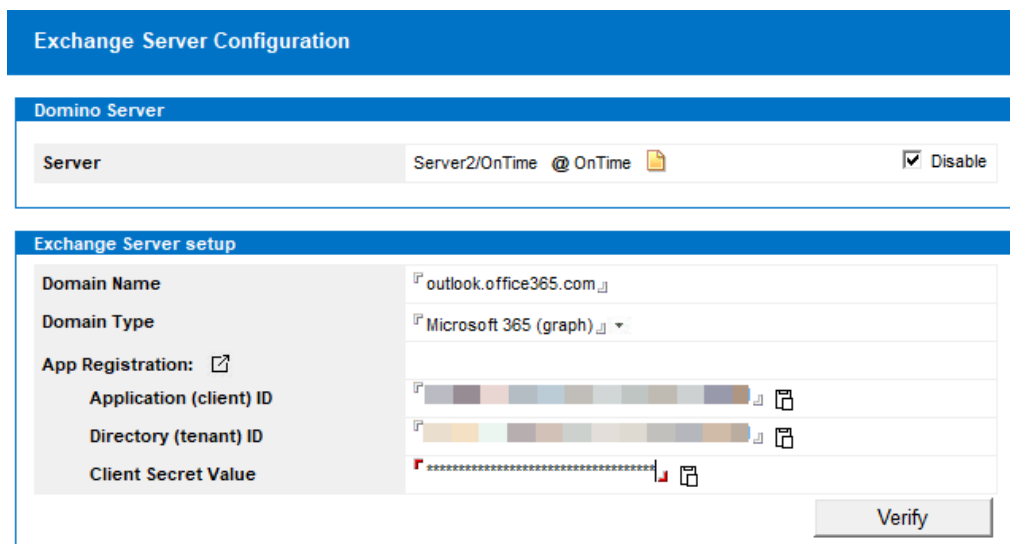 Exchange Server Configuration
Domino Server
Server Server2/OnTime @ OnTime Disable
Exchange Server setup
Domain Name outlook.office365.com
Domain Type Microsoft 365 (graph)
App Registration:
Application (client) ID
Directory (tenant) ID
Client Secret Value ************************************
Verify